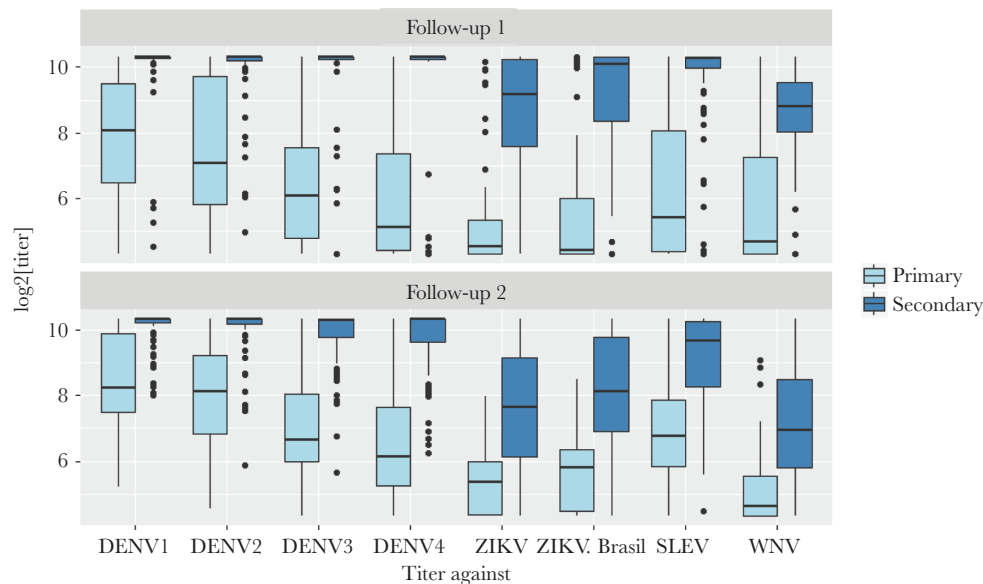 Follow-up 1
10
8
6
Follow-up 2
10
8
6
log2[titer]
DENV1 DENV2 DENV3 DENV4 ZIKV ZIKV. Brasil SLEV WNV
Titer against
Primary
Secondary